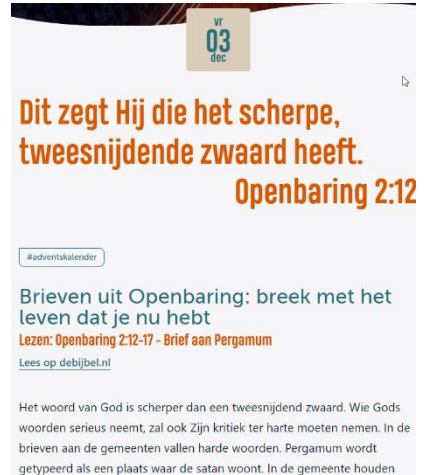 vr
03
dec
Dit zegt Hij die het scherpe,
tweesnijdende zwaard heeft.
Openbaring 2:12
#adventskalender
Brieven uit Openbaring: breek met het
leven dat je nu hebt
Lezen: Openbaring 2:12-17 - Brief aan Pergamum
Lees op debijbel.nl
Het woord van God is scherper dan een tweesnijdend zwaard. Wie Gods
woorden serieus neemt, zal ook Zijn kritiek ter harte moeten nemen. In de
brieven aan de gemeenten vallen harde woorden. Pergamum wordt
getypeerd als een plaats waar de satan woont. In de gemeente houden